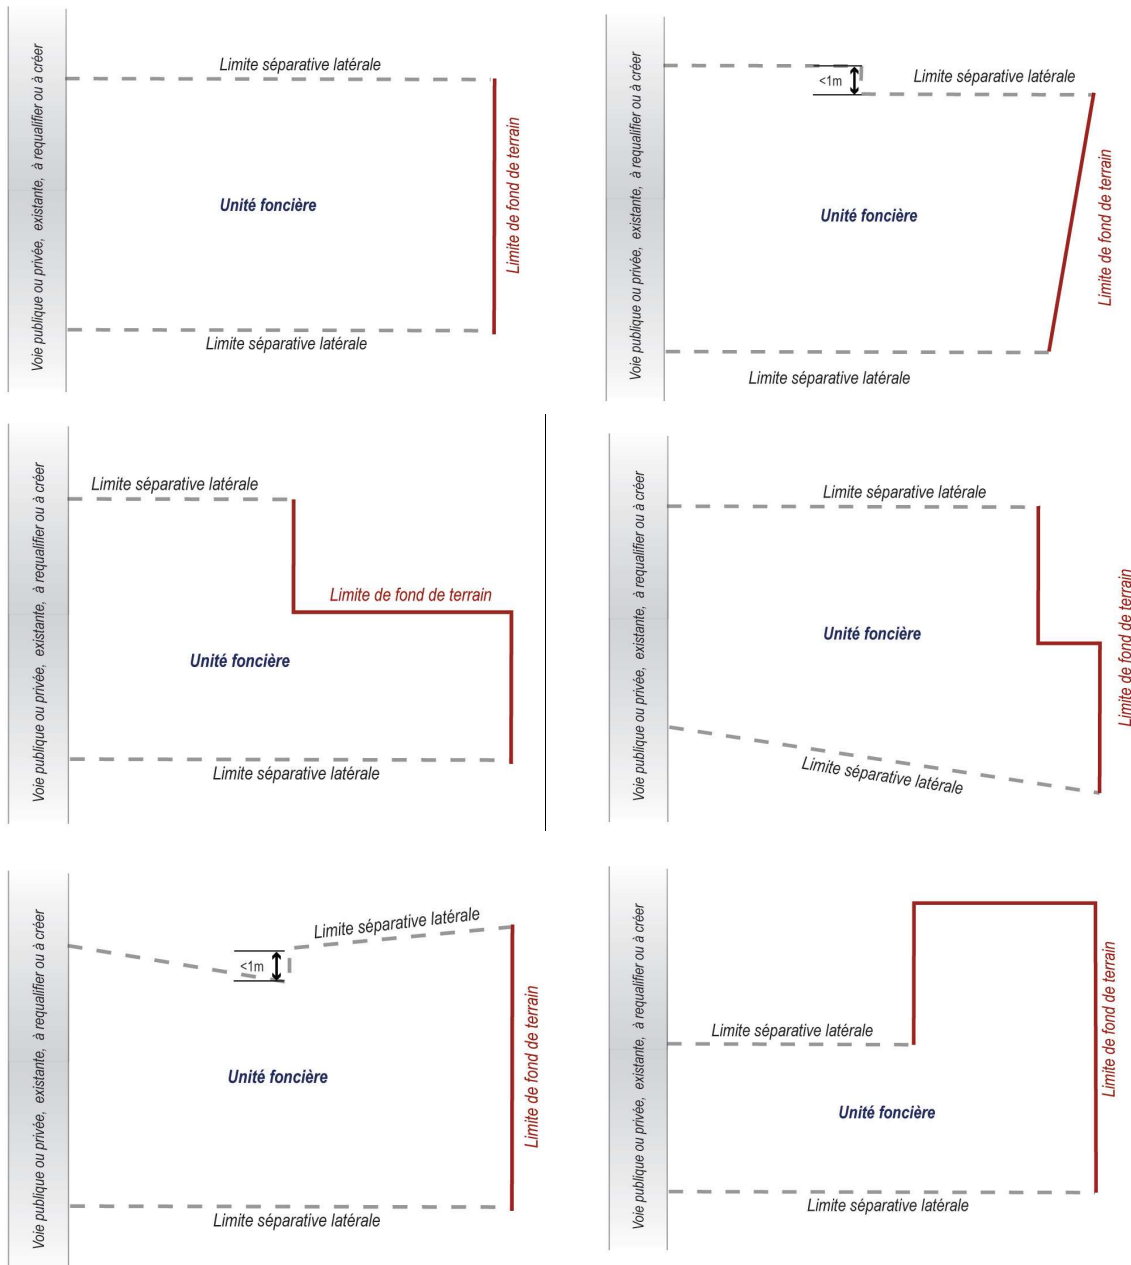 Voie publique ou privée, existante, à requalifier ou à créer
Limite séparative latérale
Unité foncière
Limite de fond de terrain
Limite séparative latérale
Voie publique ou privée, existante, à requalifier ou à créer
<1m
Limite séparative latérale
Unité foncière
Limite de fond de terrain
Limite séparative latérale
Voie publique ou privée, existante, à requalifier ou à créer
Limite séparative latérale
Limite de fond de terrain
Unité foncière
Limite séparative latérale
Voie publique ou privée, existante, à requalifier ou à créer
Limite séparative latérale
Unité foncière
Limite de fond de terrain
Limite séparative latérale
Voie publique ou privée, existante, à requalifier ou à créer
Limite séparative latérale
<1m
Unité foncière
Limite de fond de terrain
Limite séparative latérale
Voie publique ou privée, existante, à requalifier ou à créer
Limite séparative latérale
Limite de fond de terrain
Unité foncière
Limite séparative latérale